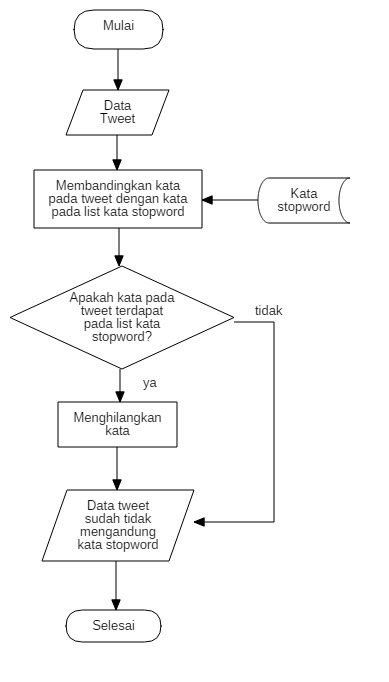 Mulai
Data
Tweet
Membandingkan kata
pada tweet dengan kata
pada list kata stopword
Kata
stopword
Apakah kata pada
tweet terdapat
pada list kata
stopword?
tidak
ya
Menghilangkan
kata
Data tweet
sudah tidak
mengandung
kata stopword
Selesai